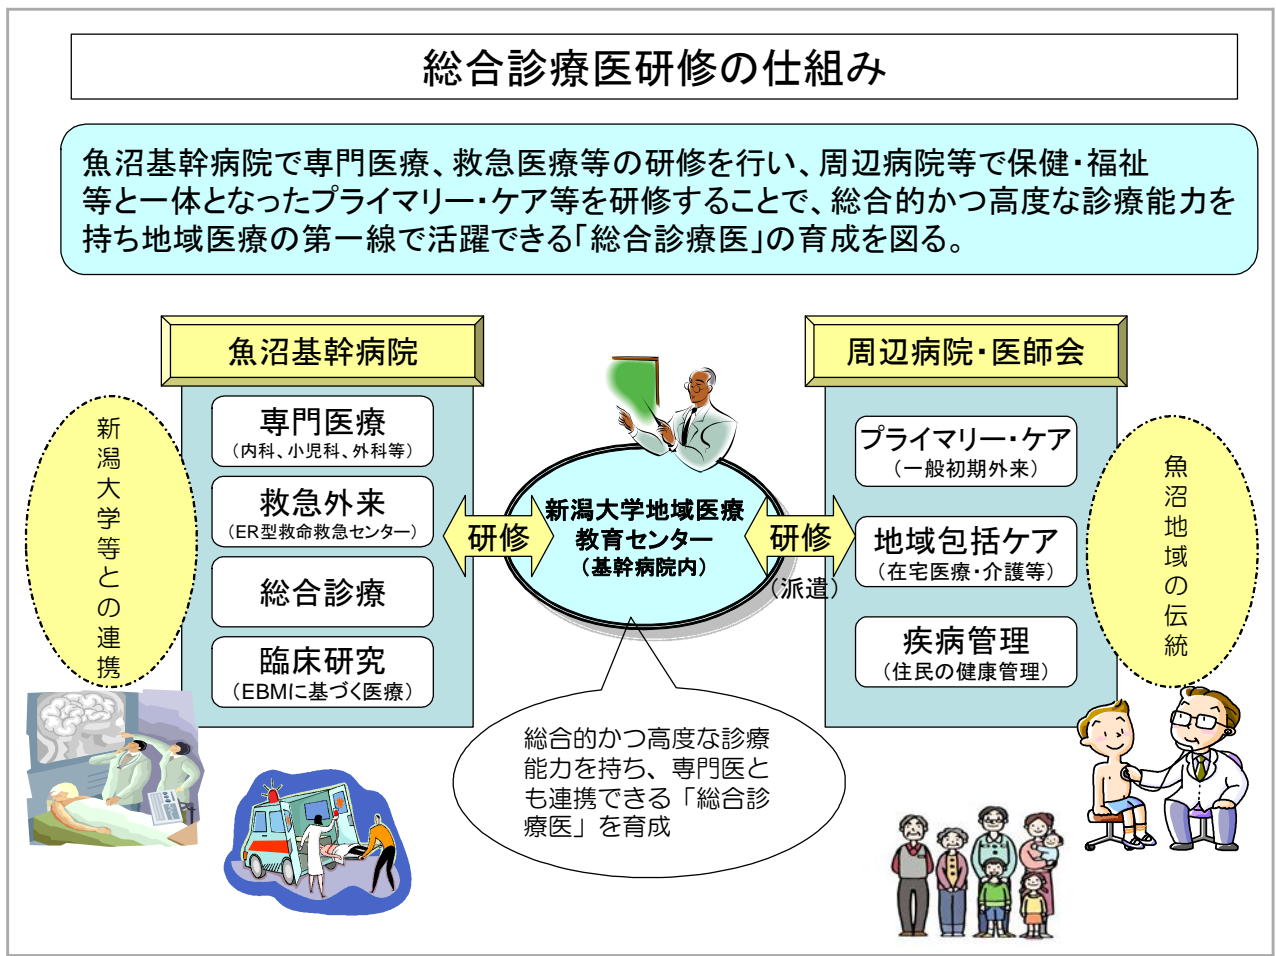 総合診療医研修の仕組み
魚沼基幹病院で専門医療、救急医療等の研修を行い、周辺病院等で保健・福祉
等と一体となったプライマリー・ケア等を研修することで、総合的かつ高度な診療能力を
持ち地域医療の第一線で活躍できる「総合診療医」の育成を図る。
新潟大学等との連携
魚沼基幹病院
専門医療
（内科、小児科、外科等）
救急外来
（ER型救命救急センター）
総合診療
臨床研究
（EBMに基づく医療）
研修
新潟大学地域医療
教育センター
（基幹病院内）
研修
（派遣）
周辺病院・医師会
プライマリー・ケア
（一般初期外来）
地域包括ケア
（在宅医療・介護等）
疾病管理
（住民の健康管理）
魚沼地域の伝統
総合的かつ高度な診療
能力を持ち、専門医と
も連携できる「総合診
療医」を育成